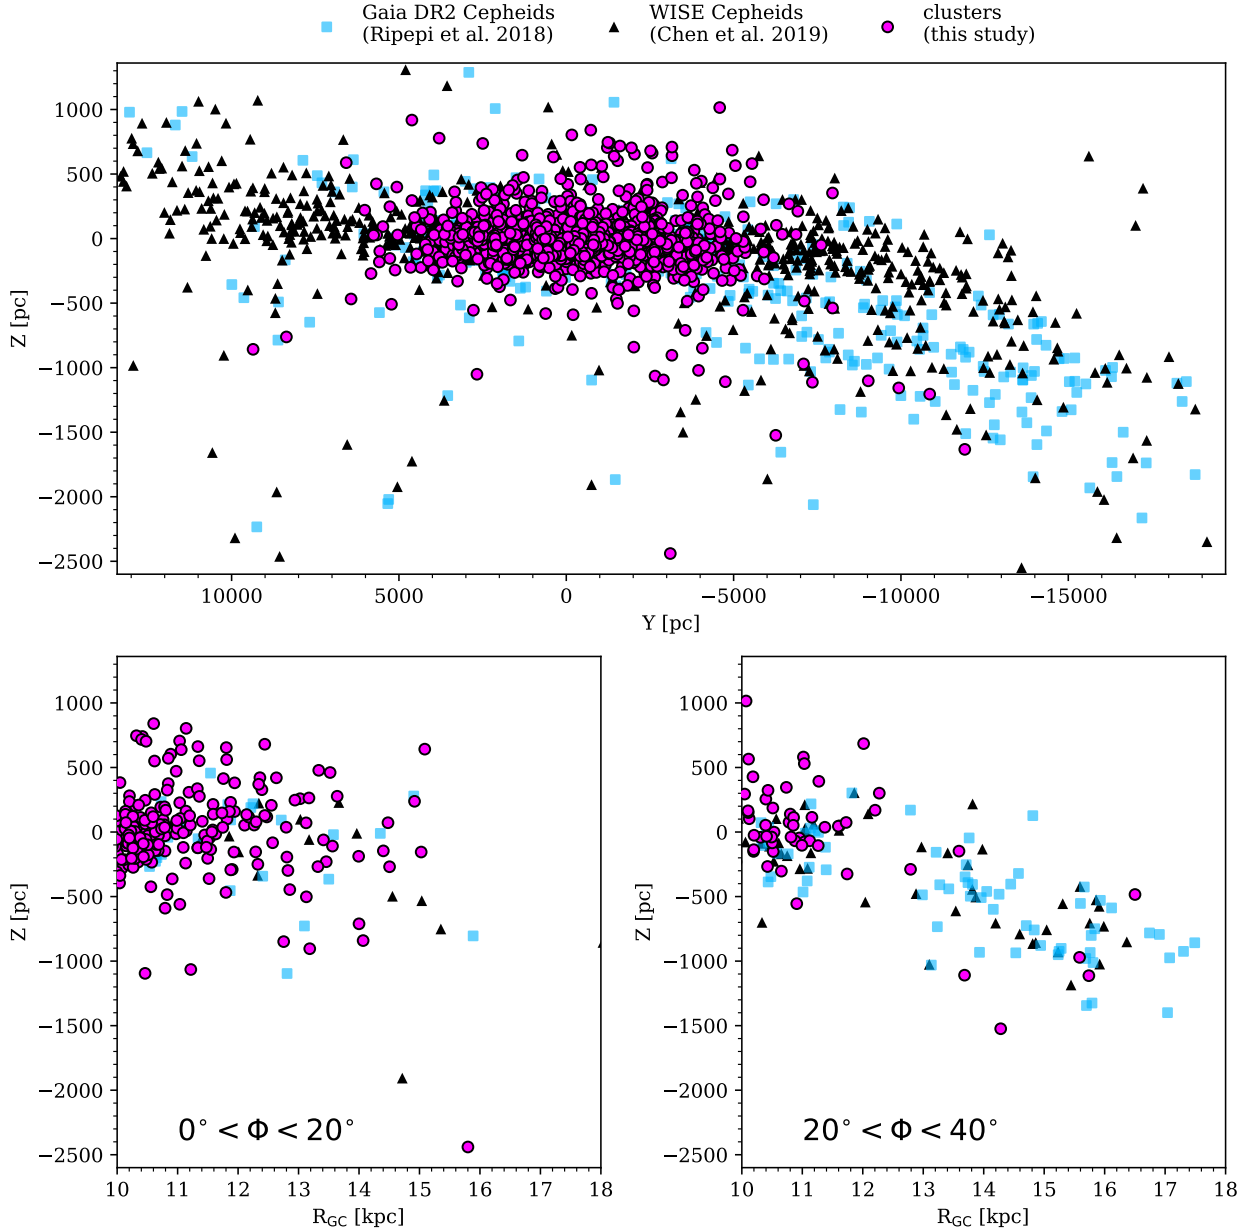 Gaia DR2 Cepheids
(Ripepi et al. 2018)
WISE Cepheids
(Chen et al. 2019)
clusters
(this study)
1000
500
0
−500
−1000
−1500
−2000
−2500
Z [pc]
10000 5000 0 −5000 −10000 −15000
Y [pc]
1000
500
0
−500
−1000
−1500
−2000
−2500
Z [pc]
0° < Φ < 20°
10 11 12 13 14 15 16 17 18
R_GC [kpc]
1000
500
0
−500
−1000
−1500
−2000
−2500
Z [pc]
20° < Φ < 40°
10 11 12 13 14 15 16 17 18
R_GC [kpc]